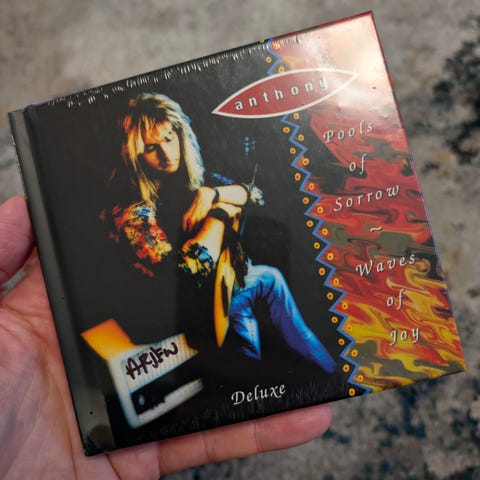 anthony
Pools
of
Sorrow
~
Waves
of
Joy
ARJEN
Deluxe